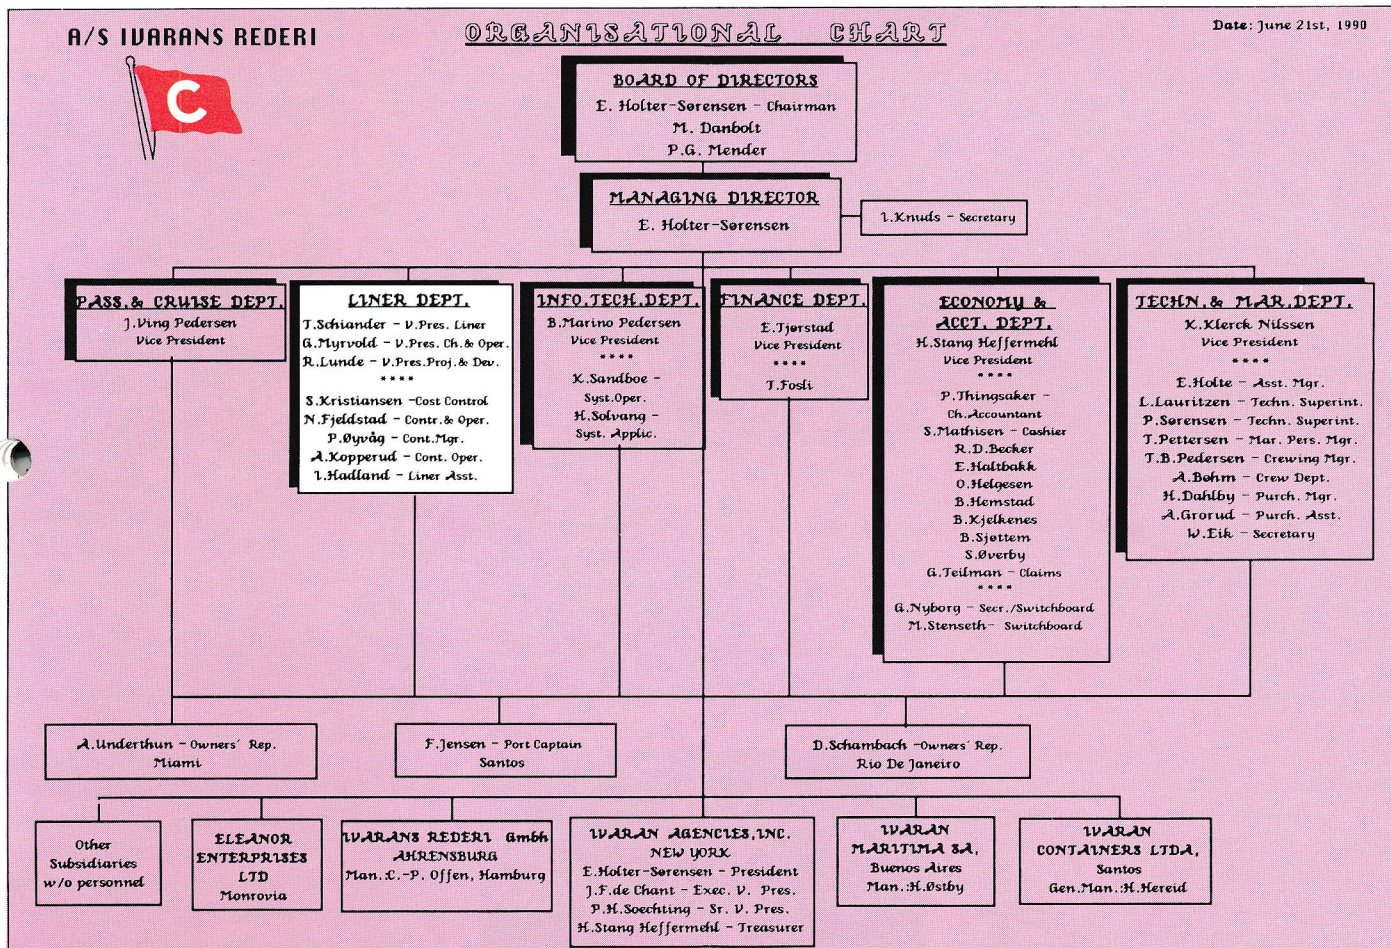 A/S IVARANS REDERI
ORGANISATIONAL CHART
Date: June 21st, 1990
C
BOARD OF DIRECTORS
E. Holter-Sørensen - Chairman
M. Danbolt
P.G. Mender
MANAGING DIRECTOR
E. Holter-Sørensen
I.Knuds - Secretary
PASS.& CRUISE DEPT.
J.Ving Pedersen
Vice President
LINER DEPT.
T.Schiander - V.Pres. Liner
G.Myrvold - V.Pres. Ch.& Oper.
R.Lunde - V.Pres.Proj.& Dev.
****
S.Kristiansen -Cost Control
N.Fjeldstad - Contr.& Oper.
P.Øyvåg - Cont.Mgr.
A.Kopperud - Cont. Oper.
I.Hadland - Liner Asst.
INFO.TECH.DEPT.
B.Marino Pedersen
Vice President
****
K.Sandboe -
Syst.Oper.
H.Solvang -
Syst. Applic.
FINANCE DEPT.
E.Tjørstad
Vice President
****
T.Fosli
ECONOMY &
ACCT. DEPT.
H.Stang Heffermehl
Vice President
****
P.Thingsaker -
Ch.Accountant
S.Mathisen - Cashier
R.D.Becker
E.Haltbakk
O.Helgesen
B.Hemstad
B.Kjelkenes
B.Sjøttem
S.Øverby
G.Teilman - Claims
****
G.Nyborg - Secr./Switchboard
M.Stenseth- Switchboard
TECHN.& MAR.DEPT.
K.Klerck Nilssen
Vice President
****
E.Holte - Asst. Mgr.
L.Lauritzen - Techn. Superint.
P.Sørensen - Techn. Superint.
T.Pettersen - Mar. Pers. Mgr.
T.B.Pedersen - Crewing Mgr.
A.Bøhm - Crew Dept.
H.Dahlby - Purch. Mgr.
A.Grorud - Purch. Asst.
W.Eik - Secretary
A.Underthun - Owners' Rep.
Miami
F.Jensen - Port Captain
Santos
D.Schambach -Owners' Rep.
Rio De Janeiro
Other
Subsidiaries
w/o personnel
ELEANOR
ENTERPRISES
LTD
Monrovia
IVARANS REDERI Gmbh
AHRENSBURG
Man.:C.-P. Offen, Hamburg
IVARAN AGENCIES,INC.
NEW YORK
E.Holter-Sørensen - President
J.F.de Chant - Exec. V. Pres.
P.H.Soechting - Sr. V. Pres.
H.Stang Heffermehl - Treasurer
IVARAN
MARITIMA SA,
Buenos Aires
Man.:H.Østby
IVARAN
CONTAINERS LTDA,
Santos
Gen.Man.:H.Hereid